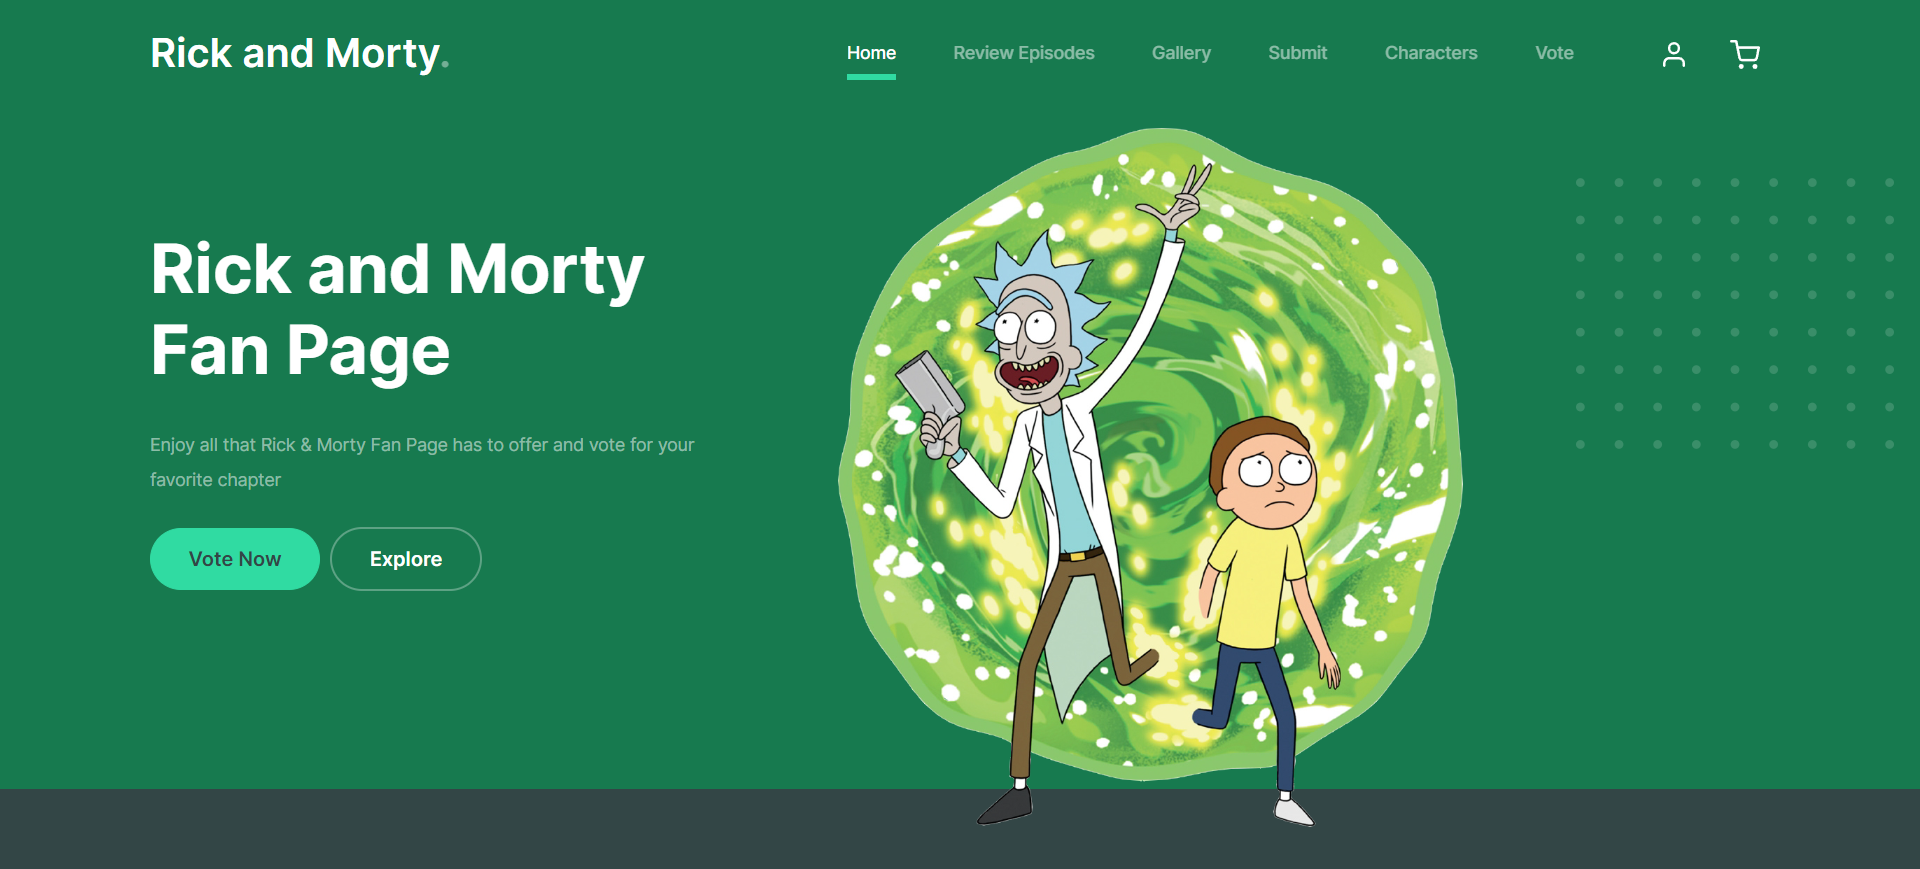 Rick and Morty.
Home Review Episodes Gallery Submit Characters Vote
Rick and Morty
Fan Page
Enjoy all that Rick & Morty Fan Page has to offer and vote for your
favorite chapter
Vote Now Explore